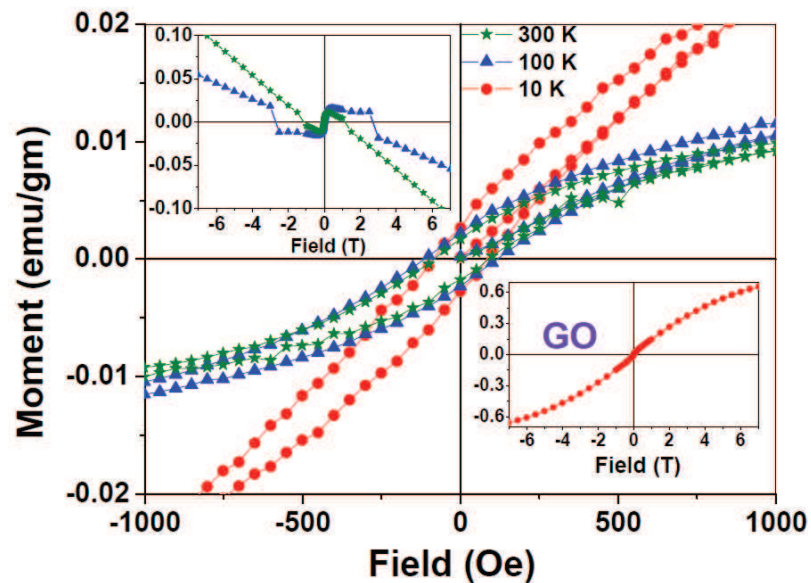 Moment (emu/gm)
0.02
0.01
0.00
-0.01
-0.02
-1000 -500 0 500 1000
Field (Oe)
300 K
100 K
10 K
0.10
0.05
0.00
-0.05
-0.10
-6 -4 -2 0 2 4 6
Field (T)
GO
0.6
0.3
0.0
-0.3
-0.6
-6 -4 -2 0 2 4 6
Field (T)